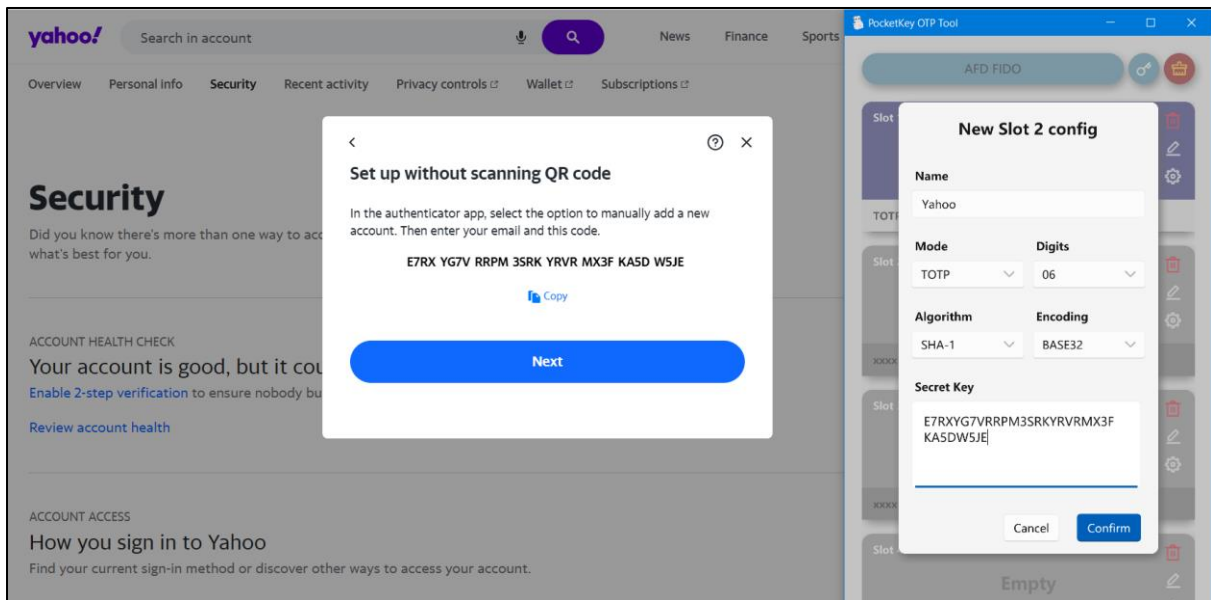 yahoo!
Search in account
News
Finance
Sports
Overview
Personal info
Security
Recent activity
Privacy controls
Wallet
Subscriptions
Security
Did you know there's more than one way to acc
what's best for you.
ACCOUNT HEALTH CHECK
Your account is good, but it cou
Enable 2-step verification to ensure nobody bu
Review account health
ACCOUNT ACCESS
How you sign in to Yahoo
Find your current sign-in method or discover other ways to access your account.
Set up without scanning QR code
In the authenticator app, select the option to manually add a new
account. Then enter your email and this code.
E7RX YG7V RRPM 3SRK YRVR MX3F KA5D W5JE
Copy
Next
PocketKey OTP Tool
AFD FIDO
Slot
TOTP
Slot
xxxx
Slot
xxxx
Slot
Empty
New Slot 2 config
Name
Yahoo
Mode
Digits
TOTP
06
Algorithm
Encoding
SHA-1
BASE32
Secret Key
E7RXYG7VRRPM3SRKYRVRMX3F
KA5DW5JE
Cancel
Confirm